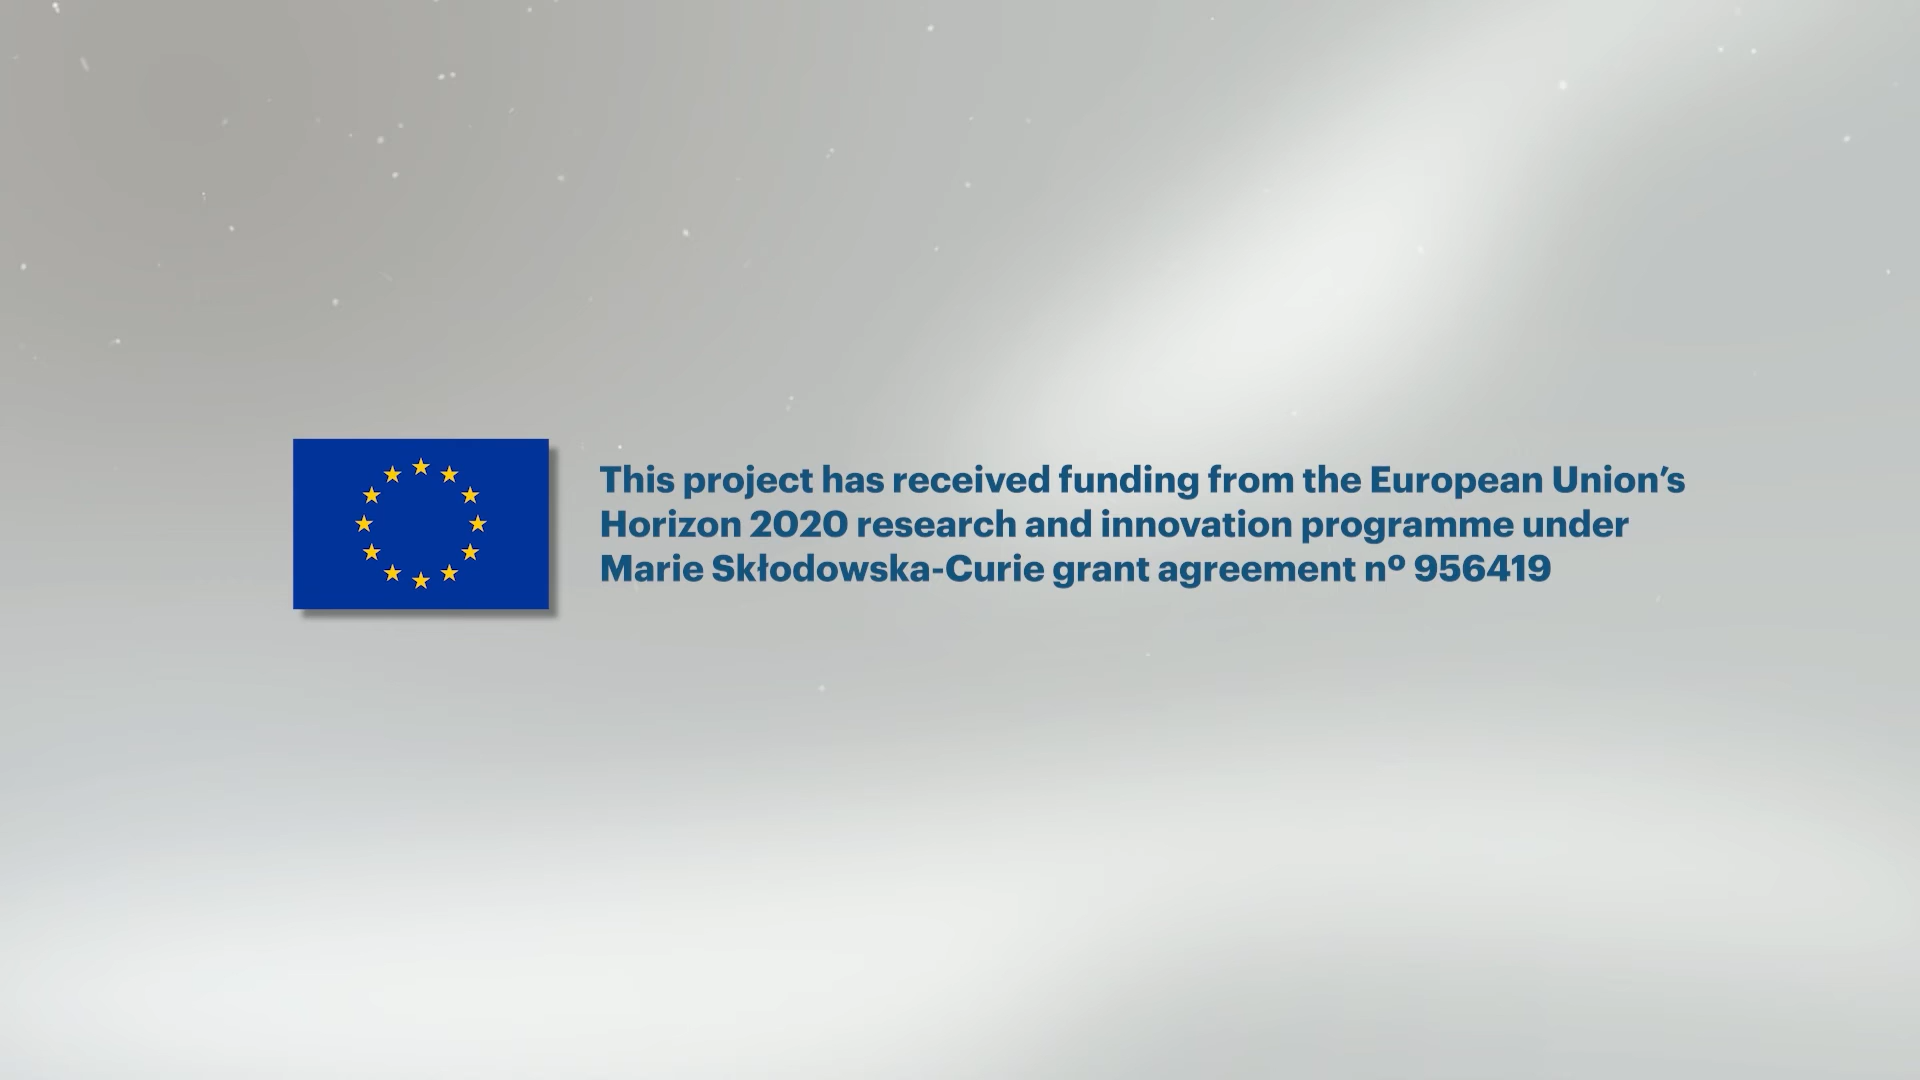 This project has received funding from the European Union’s
Horizon 2020 research and innovation programme under
Marie Skłodowska-Curie grant agreement nº 956419